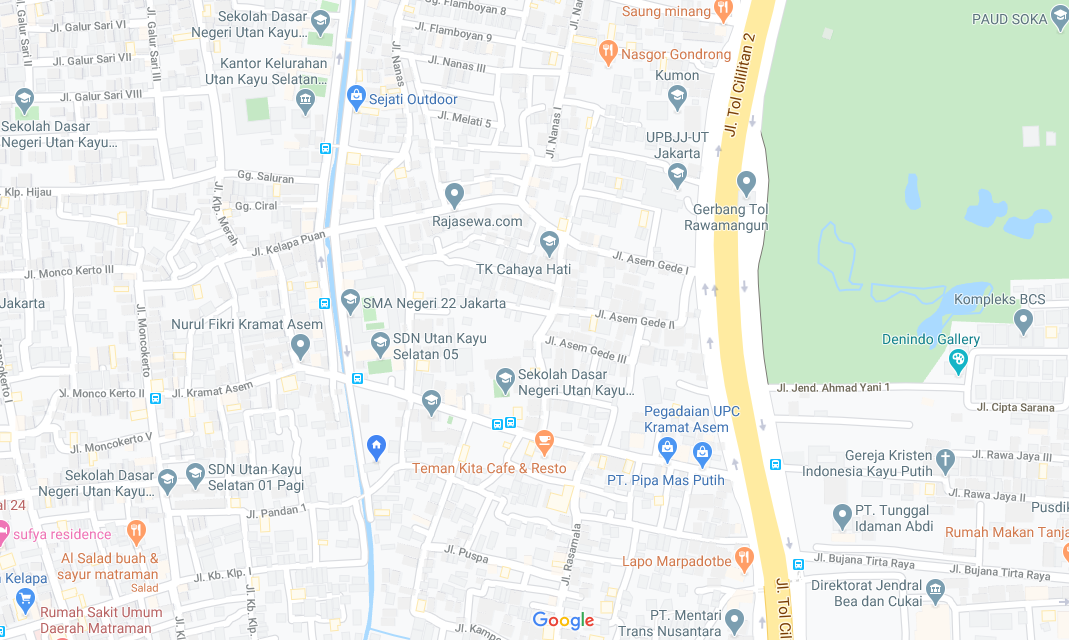 Gg. Flamboyan 8
Saung minang
PAUD SOKA
Sekolah Dasar
Negeri Utan Kayu...
Jl. Galur Sari VI
Jl. Galur Sari II
Jl. Galur Sari III
Jl. Nanas
Jl. Flamboyan 9
Jl. Tol Cililitan 2
Nasgor Gondrong
Jl. Galur Sari VII
Kantor Kelurahan
Utan Kayu Selatan...
Jl. Nanas III
Kumon
Jl. Galur Sari VIII
Sejati Outdoor
Jl. Melati 5
Jl. Nanas I
Sekolah Dasar
Negeri Utan Kayu...
UPBJJ-UT
Jakarta
Gg. Saluran
Jl. Klp. Hijau
Jl. Klp. Merah
Gg. Ciral
Rajasewa.com
Gerbang Tol
Rawamangun
Jl. Kelapa Puan
TK Cahaya Hati
Jl. Asem Gede I
Jl. Monco Kerto III
Jakarta
SMA Negeri 22 Jakarta
Kompleks BCS
Jl. Moncokerto
Nurul Fikri Kramat Asem
Jl. Asem Gede II
SDN Utan Kayu
Selatan 05
Jl. Asem Gede III
Denindo Gallery
Sekolah Dasar
Negeri Utan Kayu...
Jl. Monco Kerto II
Jl. Kramat Asem
Jl. Jend. Ahmad Yani 1
Jl. Moncokerto I
Jl. Cipta Sarana
Pegadaian UPC
Kramat Asem
Jl. Moncokerto V
Teman Kita Cafe & Resto
Gereja Kristen
Indonesia Kayu Putih
Jl. Rawa Jaya III
Sekolah Dasar
Negeri Utan Kayu...
SDN Utan Kayu
Selatan 01 Pagi
PT. Pipa Mas Putih
Jl. Rawa Jaya II
al 24
Jl. Pandan 1
PT. Tunggal
Idaman Abdi
Pusdik
sufya residence
Rumah Makan Tanja
Al Salad buah &
sayur matraman
Salad
Jl. Puspa
Jl. Rasamala
Lapo Marpadotbe
Jl. Bujana Tirta Raya
Jl. Bujana Tirta Raya
Kelapa
Jl. Kb. Klp. I
Jl. Kb. Klp.
Direktorat Jendral
Bea dan Cukai
Rumah Sakit Umum
Daerah Matraman
Google
PT. Mentari
Trans Nusantara
Jl. Tol Cil
Jl. Kampo